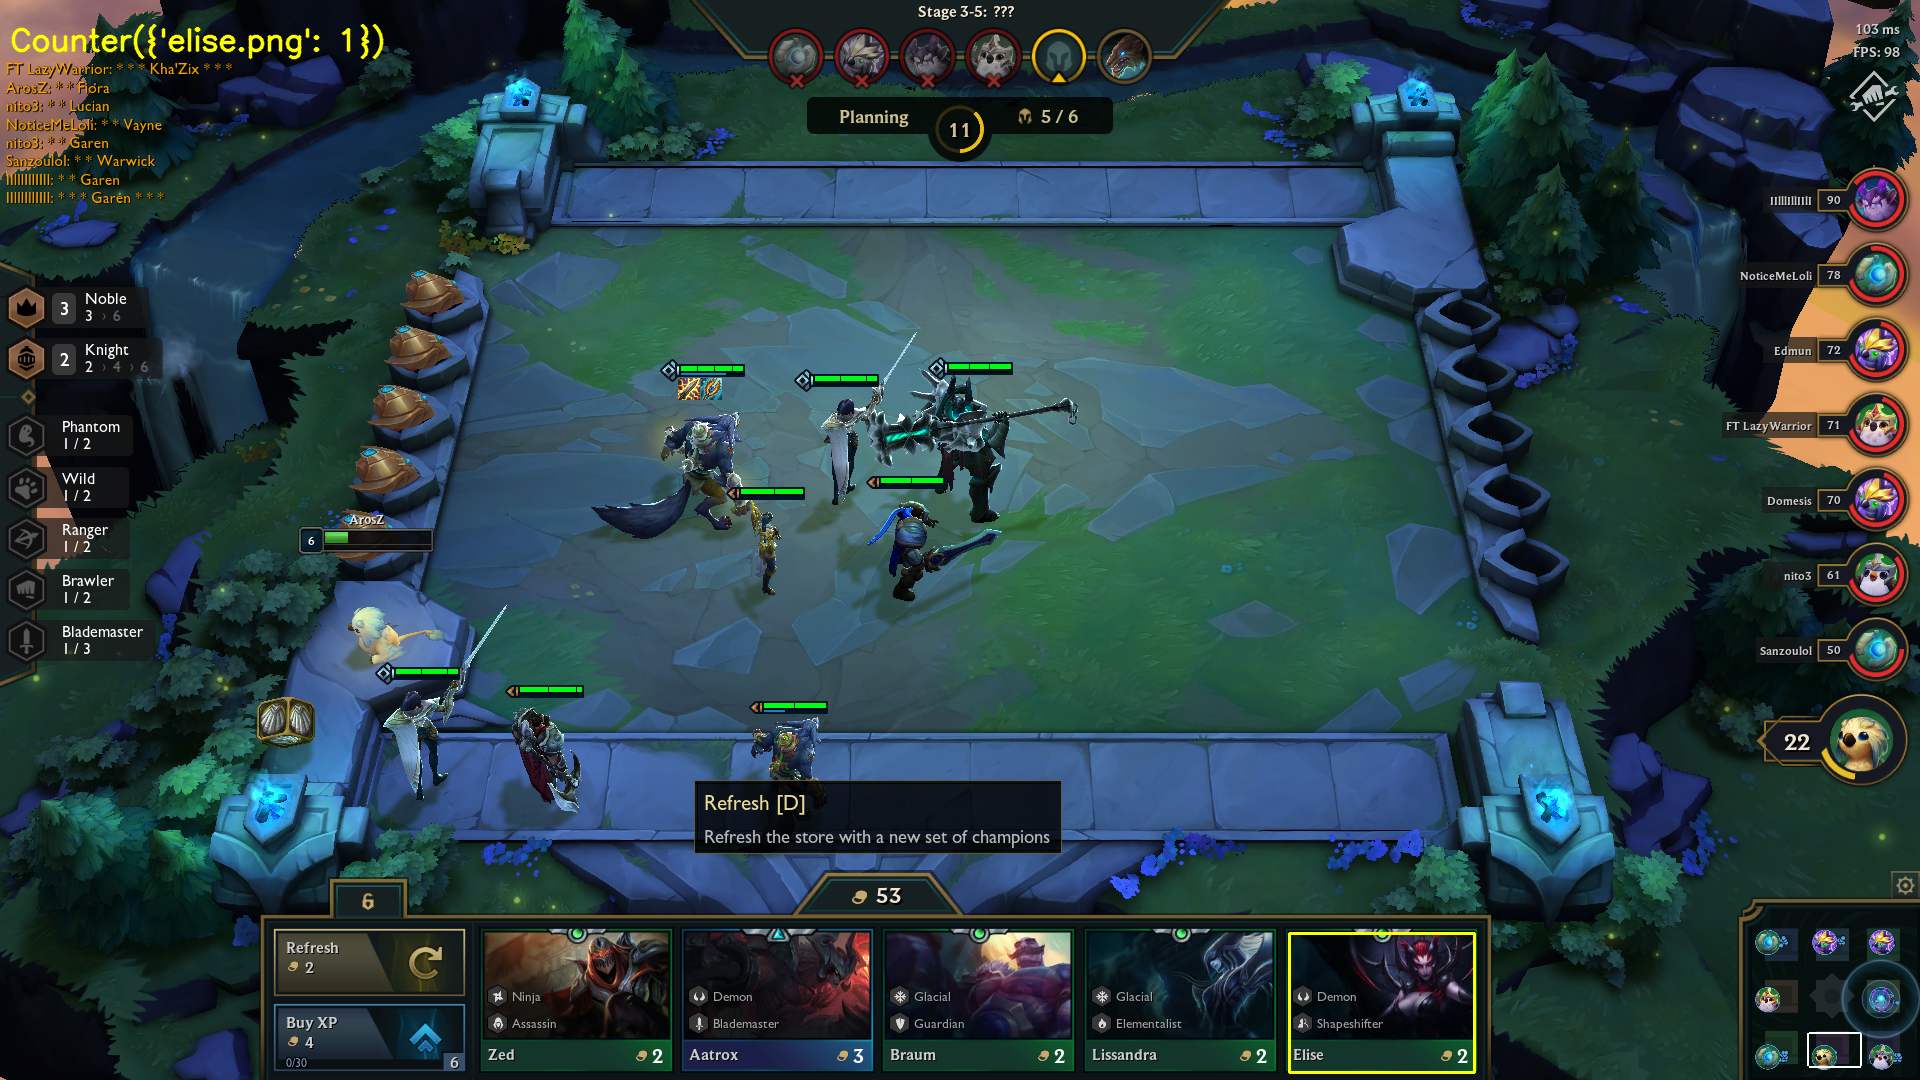 Stage 3-5: ???
Counter({'elise.png': 1})
FT LazyWarrior: * * * Kha'Zix * * *
ArosZ: * * Fiora
nito3: * * Lucian
NoticeMeLoli: * * Vayne
nito3: * * Garen
Sanzoulol: * * Warwick
* * Garen
* * * Garen * * *
103 ms
FPS: 98
Planning
11
5 / 6
90
NoticeMeLoli 78
Edmun 72
FT LazyWarrior 71
Domesis 70
nito3 61
Sanzoulol 50
22
3 Noble
3 › 6
2 Knight
2 › 4 › 6
Phantom
1 / 2
Wild
1 / 2
Ranger
1 / 2
Brawler
1 / 2
Blademaster
1 / 3
ArosZ
6
Refresh [D]
Refresh the store with a new set of champions
6
53
Refresh
2
Buy XP
4
0/30
6
Ninja
Assassin
Zed 2
Demon
Blademaster
Aatrox 3
Glacial
Guardian
Braum 2
Glacial
Elementalist
Lissandra 2
Demon
Shapeshifter
Elise 2